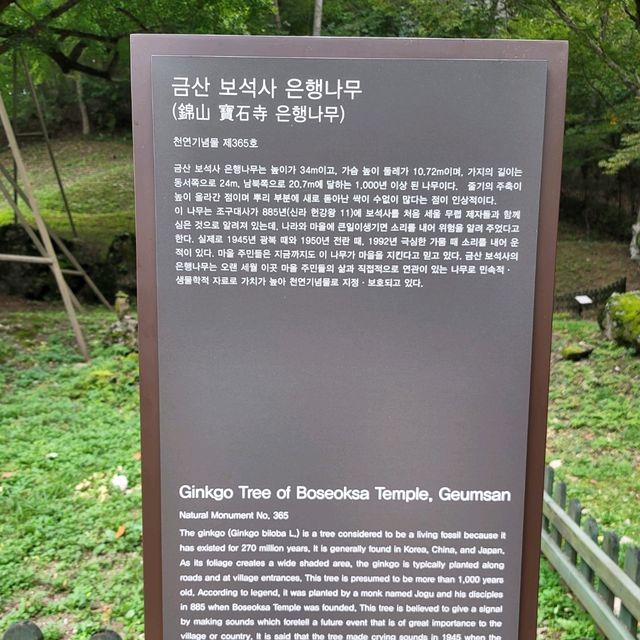 금산 보석사 은행나무
(錦山 寶石寺 은행나무)
천연기념물 제365호
금산 보석사 은행나무는 높이가 34m이고, 가슴 높이 둘레가 10.72m이며, 가지의 길이는
동서쪽으로 24m, 남북쪽으로 20.7m에 달하는 1,000년 이상 된 나무이다. 줄기의 주축이
높이 올라간 점이며 뿌리 부분에 새로 돋아난 싹이 수없이 많다는 점이 인상적이다.
이 나무는 조구대사가 885년(신라 헌강왕 11)에 보석사를 처음 세울 무렵 제자들과 함께
심은 것으로 알려져 있는데, 나라와 마을에 큰일이생기면 소리를 내어 위험을 알려 주었다고
한다. 실제로 1945년 광복 때와 1950년 전란 때, 1992년 극심한 가뭄 때 소리를 내어 운
적이 있다. 마을 주민들은 지금까지도 이 나무가 마을을 지킨다고 믿고 있다. 금산 보석사의
은행나무는 오랜 세월 이곳 마을 주민들의 삶과 직접적으로 연관이 있는 나무로 민속적·
생물학적 자료로 가치가 높아 천연기념물로 지정·보호되고 있다.
Ginkgo Tree of Boseoksa Temple, Geumsan
Natural Monument No. 365
The ginkgo (Ginkgo biloba L.) is a tree considered to be a living fossil because it
has existed for 270 million years. It is generally found in Korea, China, and Japan.
As its foliage creates a wide shaded area, the ginkgo is typically planted along
roads and at village entrances. This tree is presumed to be more than 1,000 years
old. According to legend, it was planted by a monk named Jogu and his disciples
in 885 when Boseoksa Temple was founded. This tree is believed to give a signal
by making sounds which foretell a future event that is of great importance to the
village or country. It is said that the tree made crying sounds in 1945 when the